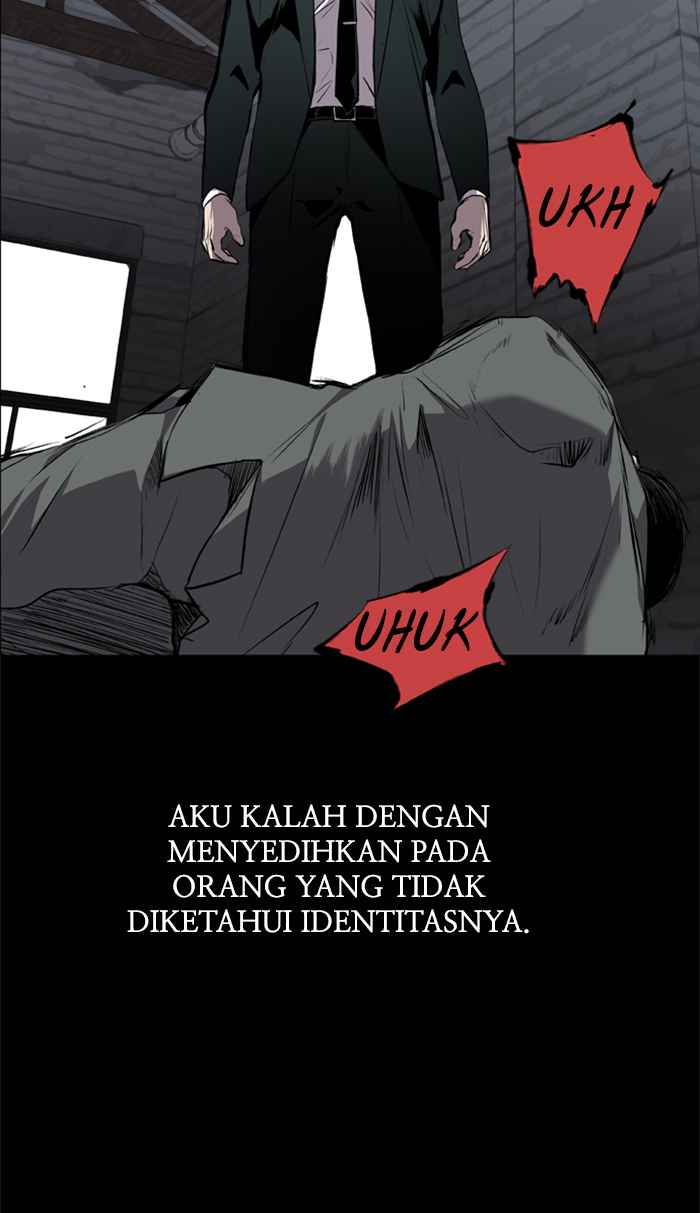 UKH
UHUK
AKU KALAH DENGAN
MENYEDIHKAN PADA
ORANG YANG TIDAK
DIKETAHUI IDENTITASNYA.